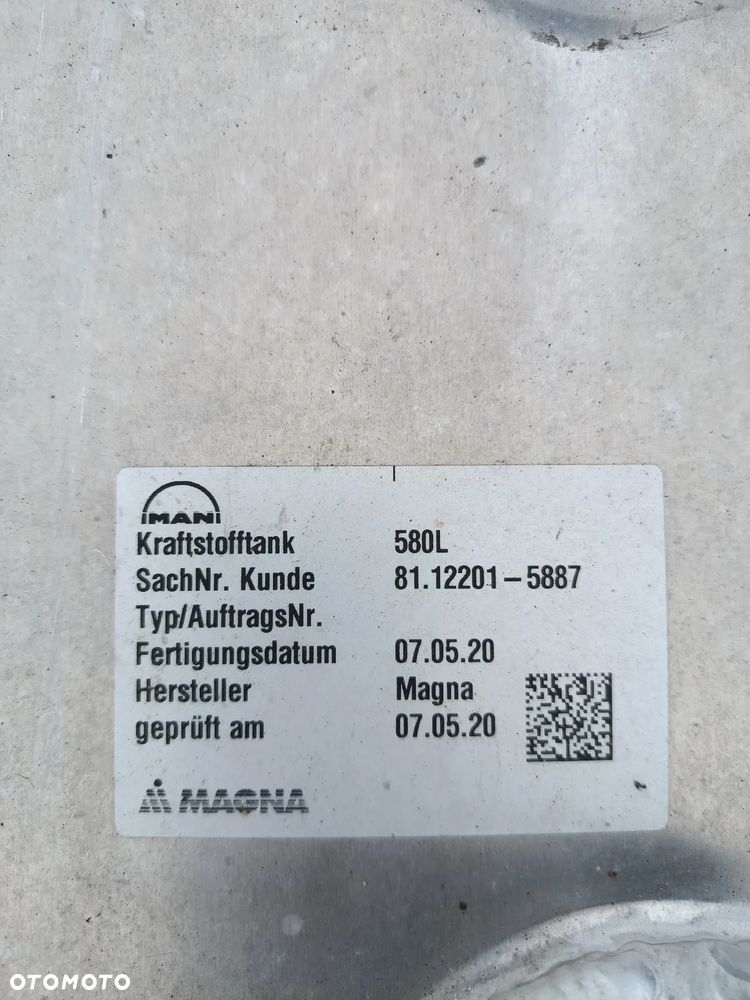 MAN
Kraftstofftank 580L
SachNr. Kunde 81.12201-5887
Typ/AuftragsNr.
Fertigungsdatum 07.05.20
Hersteller Magna
geprüft am 07.05.20
MAGNA
OTOMOTO